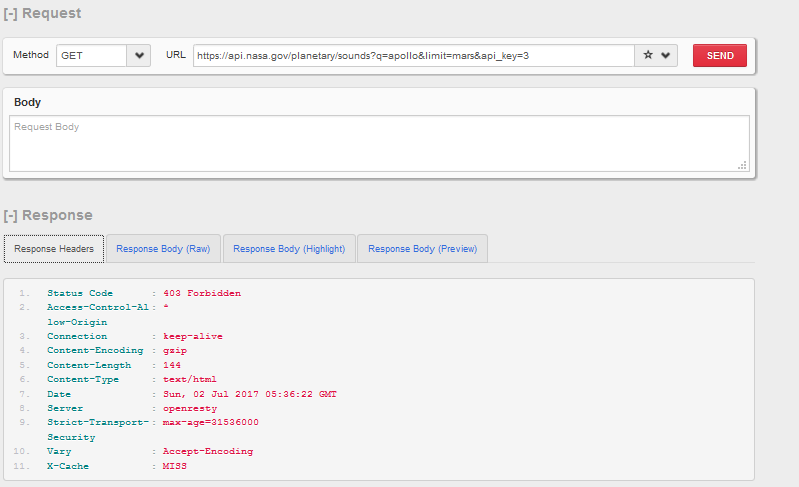 [-] Request
Method GET URL https://api.nasa.gov/planetary/sounds?q=apollo&limit=mars&api_key=3 SEND
Body
Request Body
[-] Response
Response Headers Response Body (Raw) Response Body (Highlight) Response Body (Preview)
1. Status Code : 403 Forbidden
2. Access-Control-Al : *
low-Origin
3. Connection : keep-alive
4. Content-Encoding : gzip
5. Content-Length : 144
6. Content-Type : text/html
7. Date : Sun, 02 Jul 2017 05:36:22 GMT
8. Server : openresty
9. Strict-Transport- : max-age=31536000
Security
10. Vary : Accept-Encoding
11. X-Cache : MISS